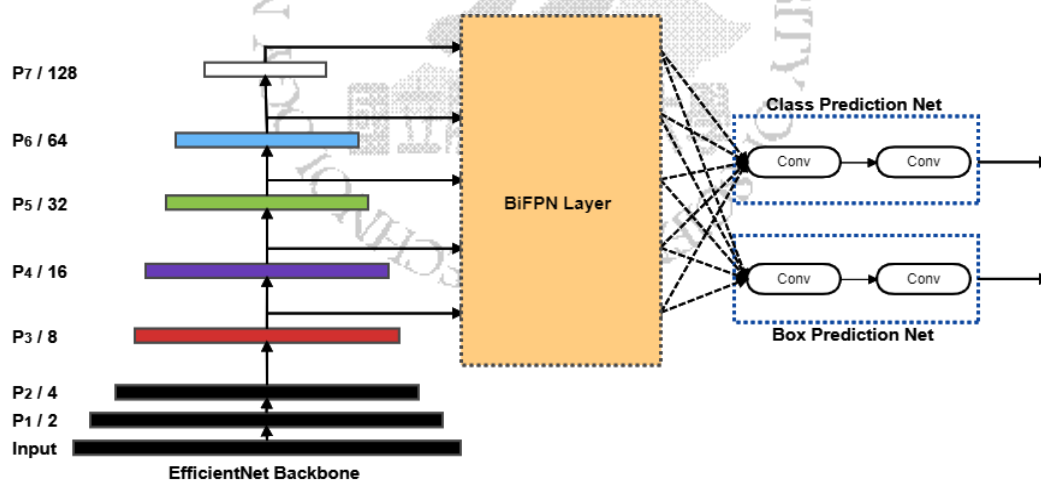 P7 / 128
P6 / 64
P5 / 32
P4 / 16
P3 / 8
P2 / 4
P1 / 2
Input
EfficientNet Backbone
BiFPN Layer
Class Prediction Net
Conv
Conv
Conv
Conv
Box Prediction Net